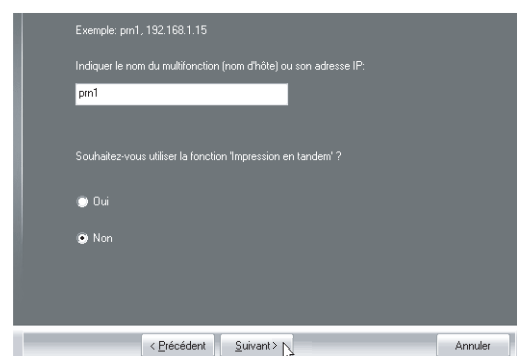 Exemple: prn1, 192.168.1.15
Indiquer le nom du multifonction (nom d'hôte) ou son adresse IP:
prn1
Souhaitez-vous utiliser la fonction 'Impression en tandem' ?
Oui
Non
< Précédent
Suivant >
Annuler